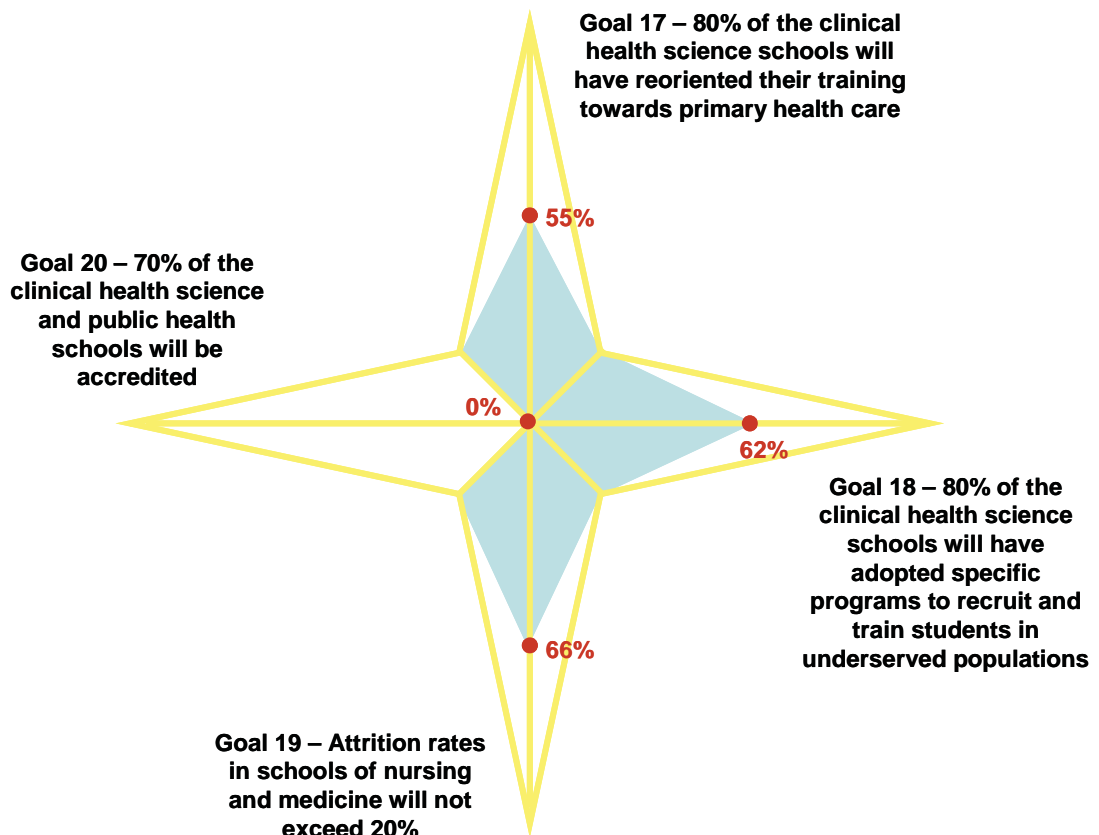 Goal 17 – 80% of the clinical
health science schools will
have reoriented their training
towards primary health care
55%
Goal 20 – 70% of the
clinical health science
and public health
schools will be
accredited
0%
62%
Goal 18 – 80% of the
clinical health science
schools will have
adopted specific
programs to recruit and
train students in
underserved populations
66%
Goal 19 – Attrition rates
in schools of nursing
and medicine will not
exceed 20%